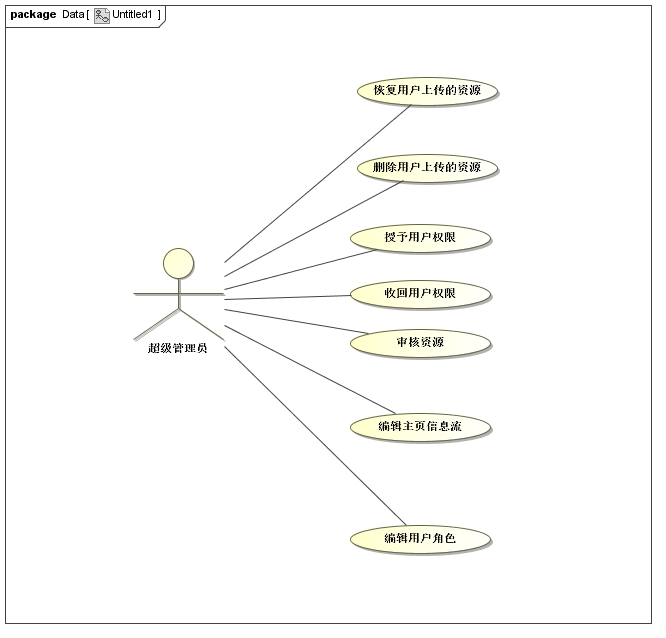 package Data [ Untitled1 ]
恢复用户上传的资源
删除用户上传的资源
授予用户权限
收回用户权限
审核资源
超级管理员
编辑主页信息流
编辑用户角色